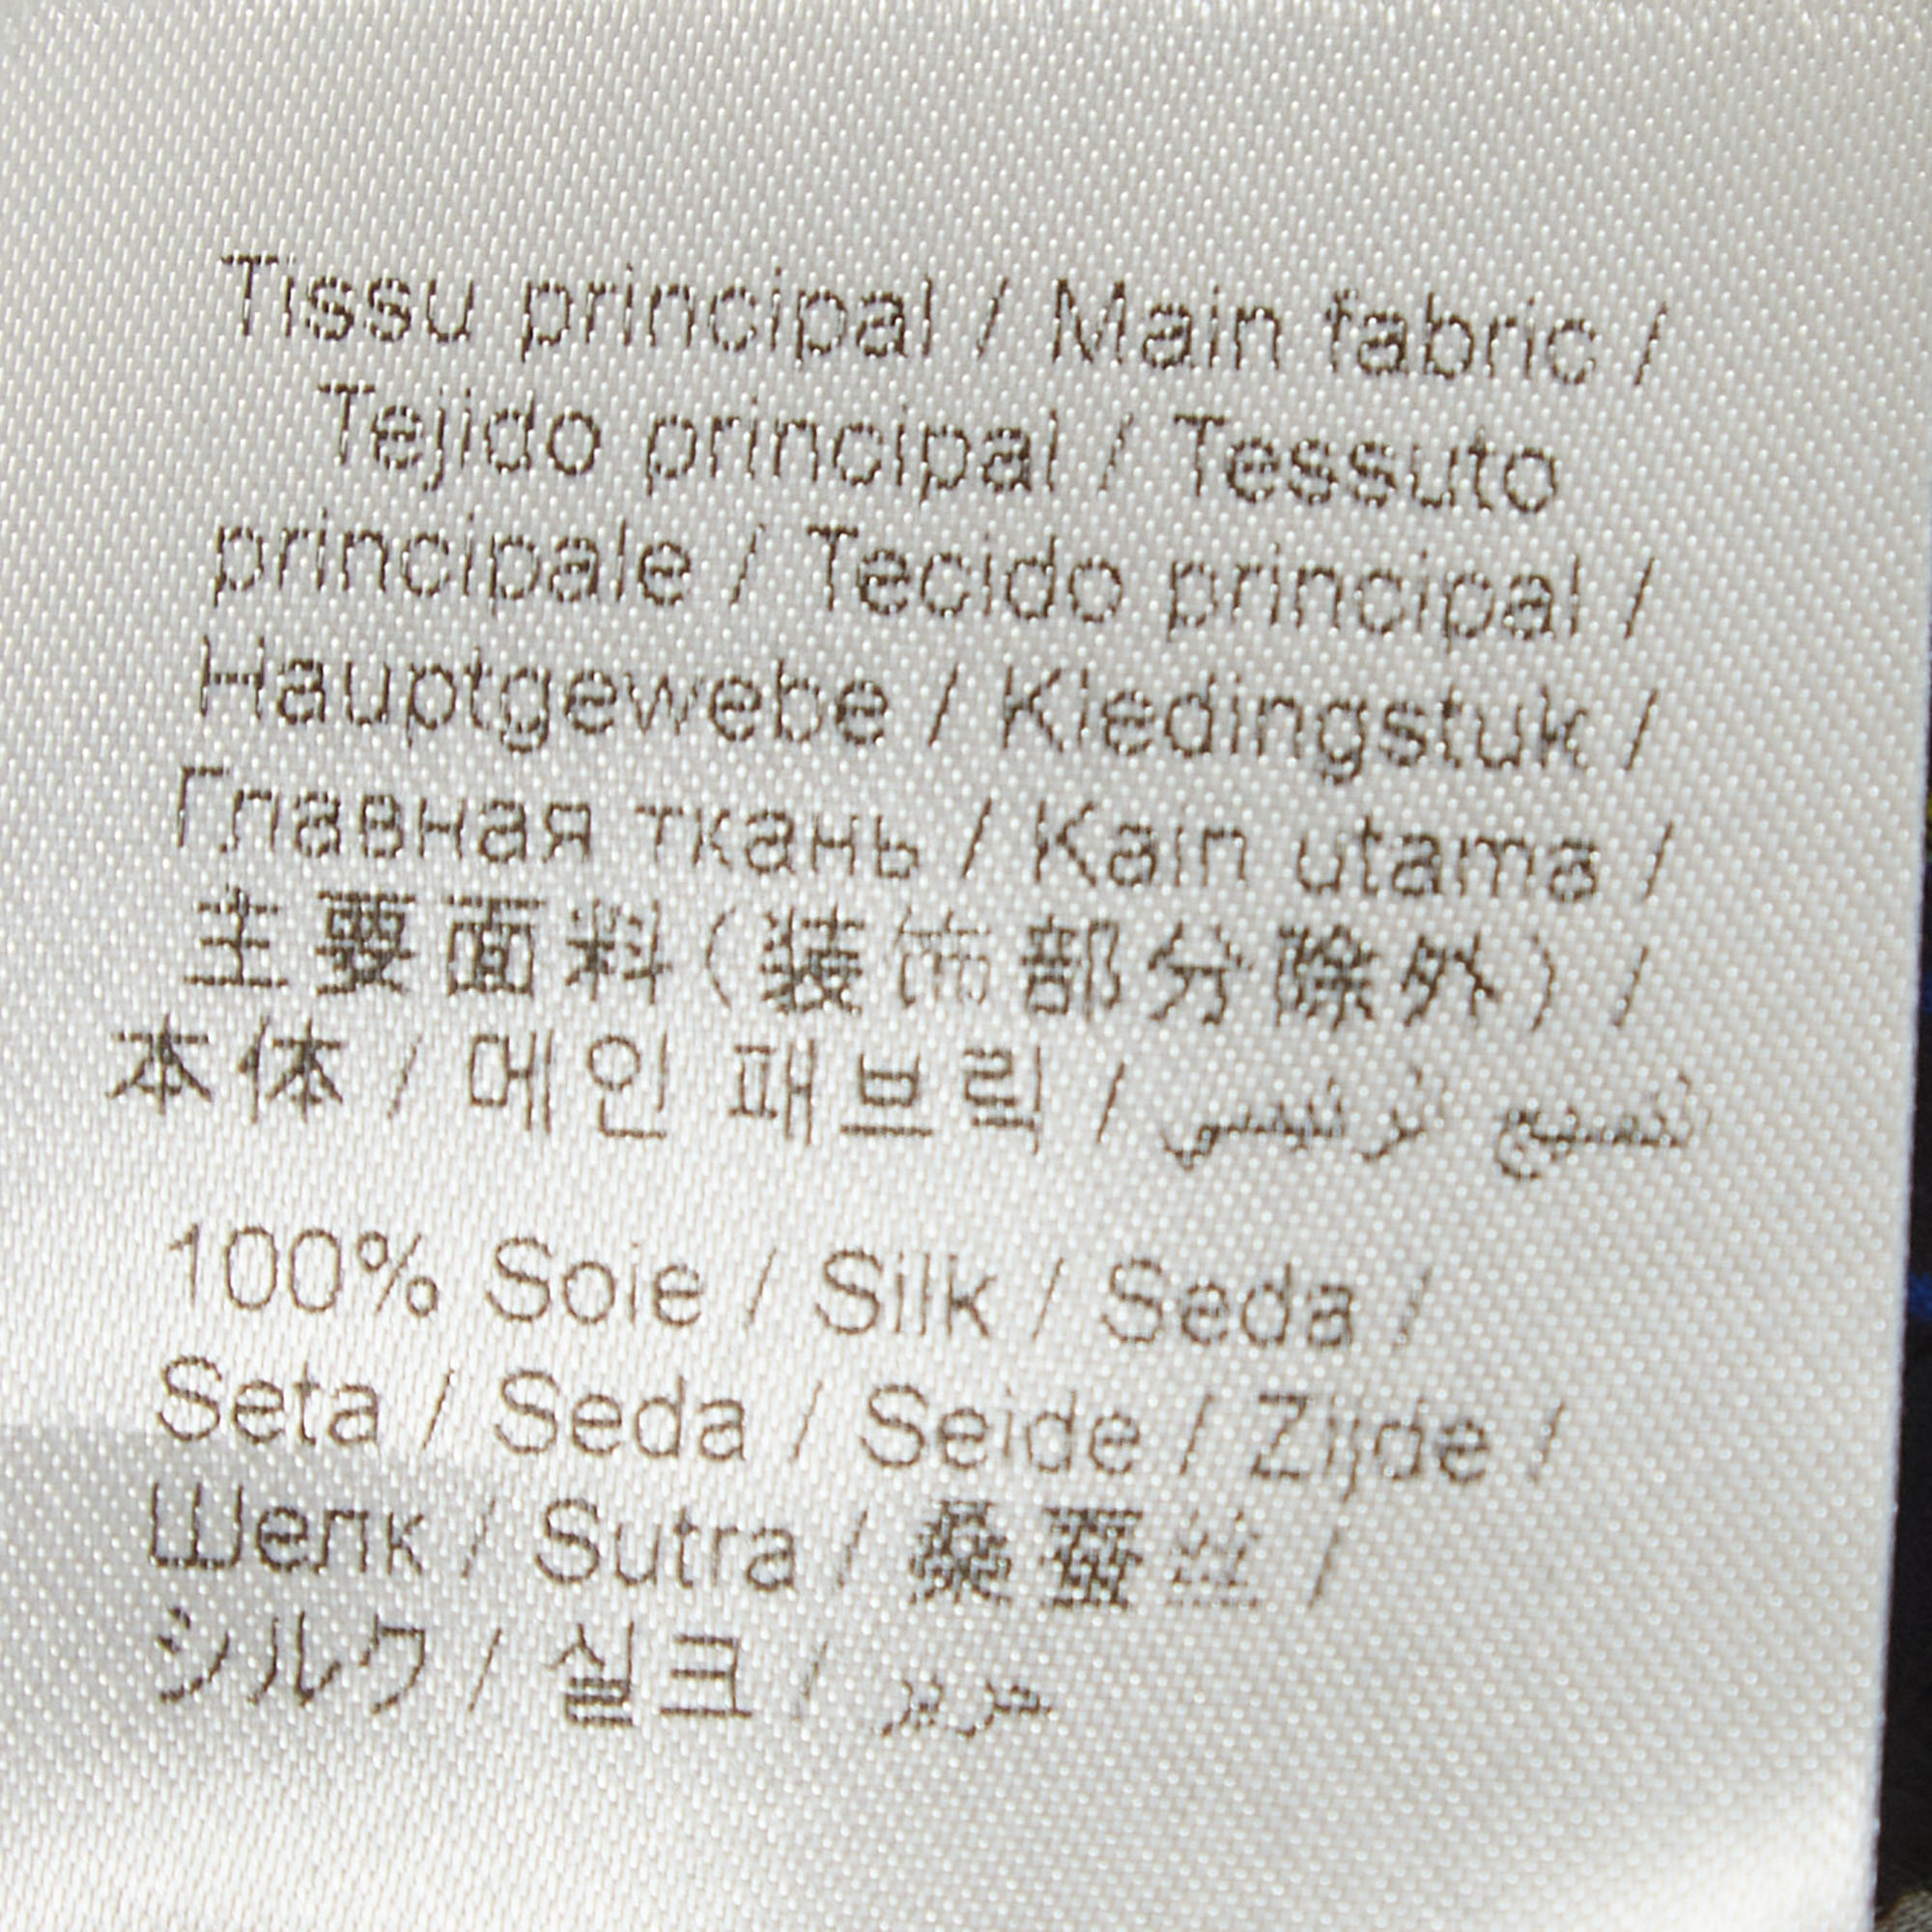 Tissu principal / Main fabric /
Tejido principal / Tessuto
principale / Tecido principal /
Hauptgewebe / Kledingstuk /
Главная ткань / Kain utama /
主要面料(装饰部分除外) /
本体 / 메인 패브릭 /
100% Soie / Silk / Seda /
Seta / Seda / Seide / Zijde /
Шелк / Sutra / 桑蚕丝 /
シルク / 실크 / حرير